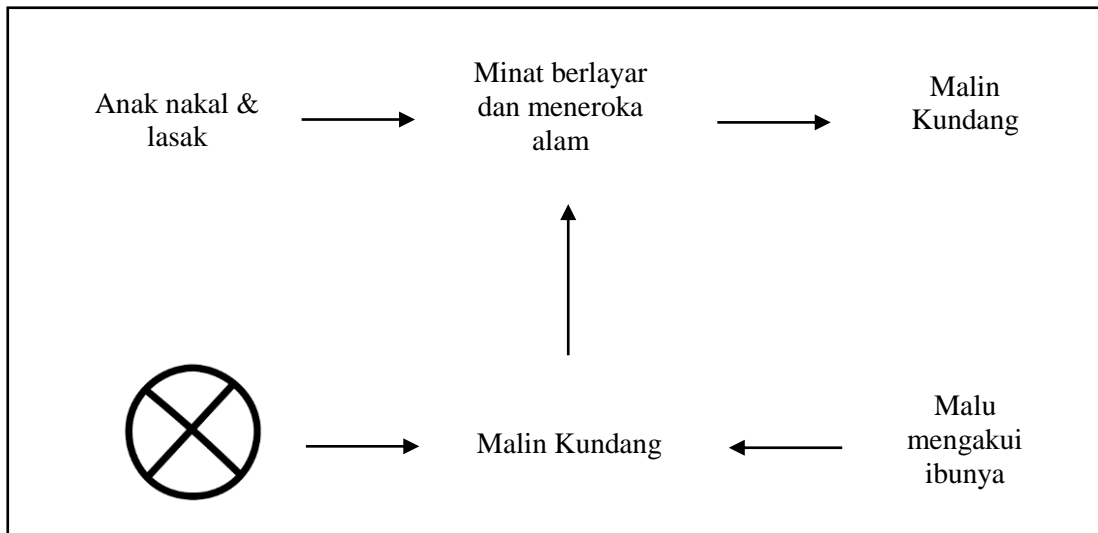 Anak nakal &
lasak
Minat berlayar
dan meneroka
alam
Malin
Kundang
Malin Kundang
Malu
mengakui
ibunya